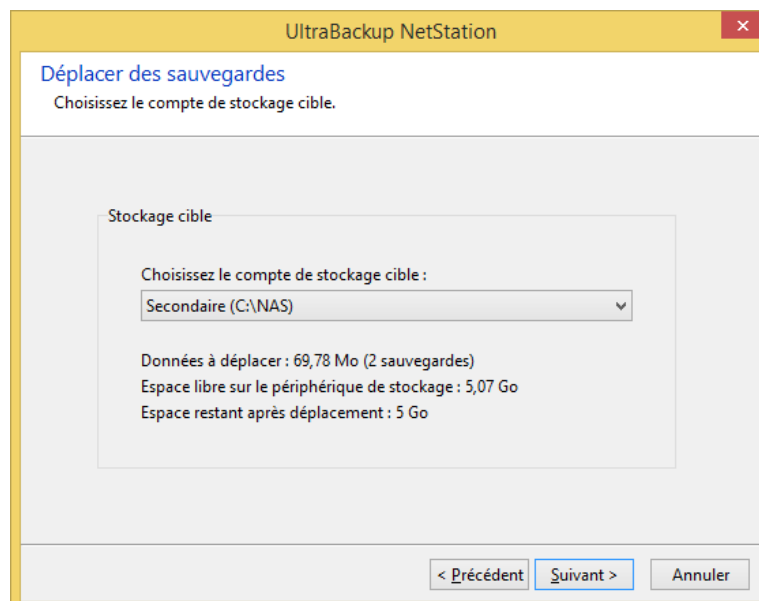 UltraBackup NetStation
Déplacer des sauvegardes
Choisissez le compte de stockage cible.
Stockage cible
Choisissez le compte de stockage cible :
Secondaire (C:\NAS)
Données à déplacer : 69,78 Mo (2 sauvegardes)
Espace libre sur le périphérique de stockage : 5,07 Go
Espace restant après déplacement : 5 Go
< Précédent Suivant > Annuler